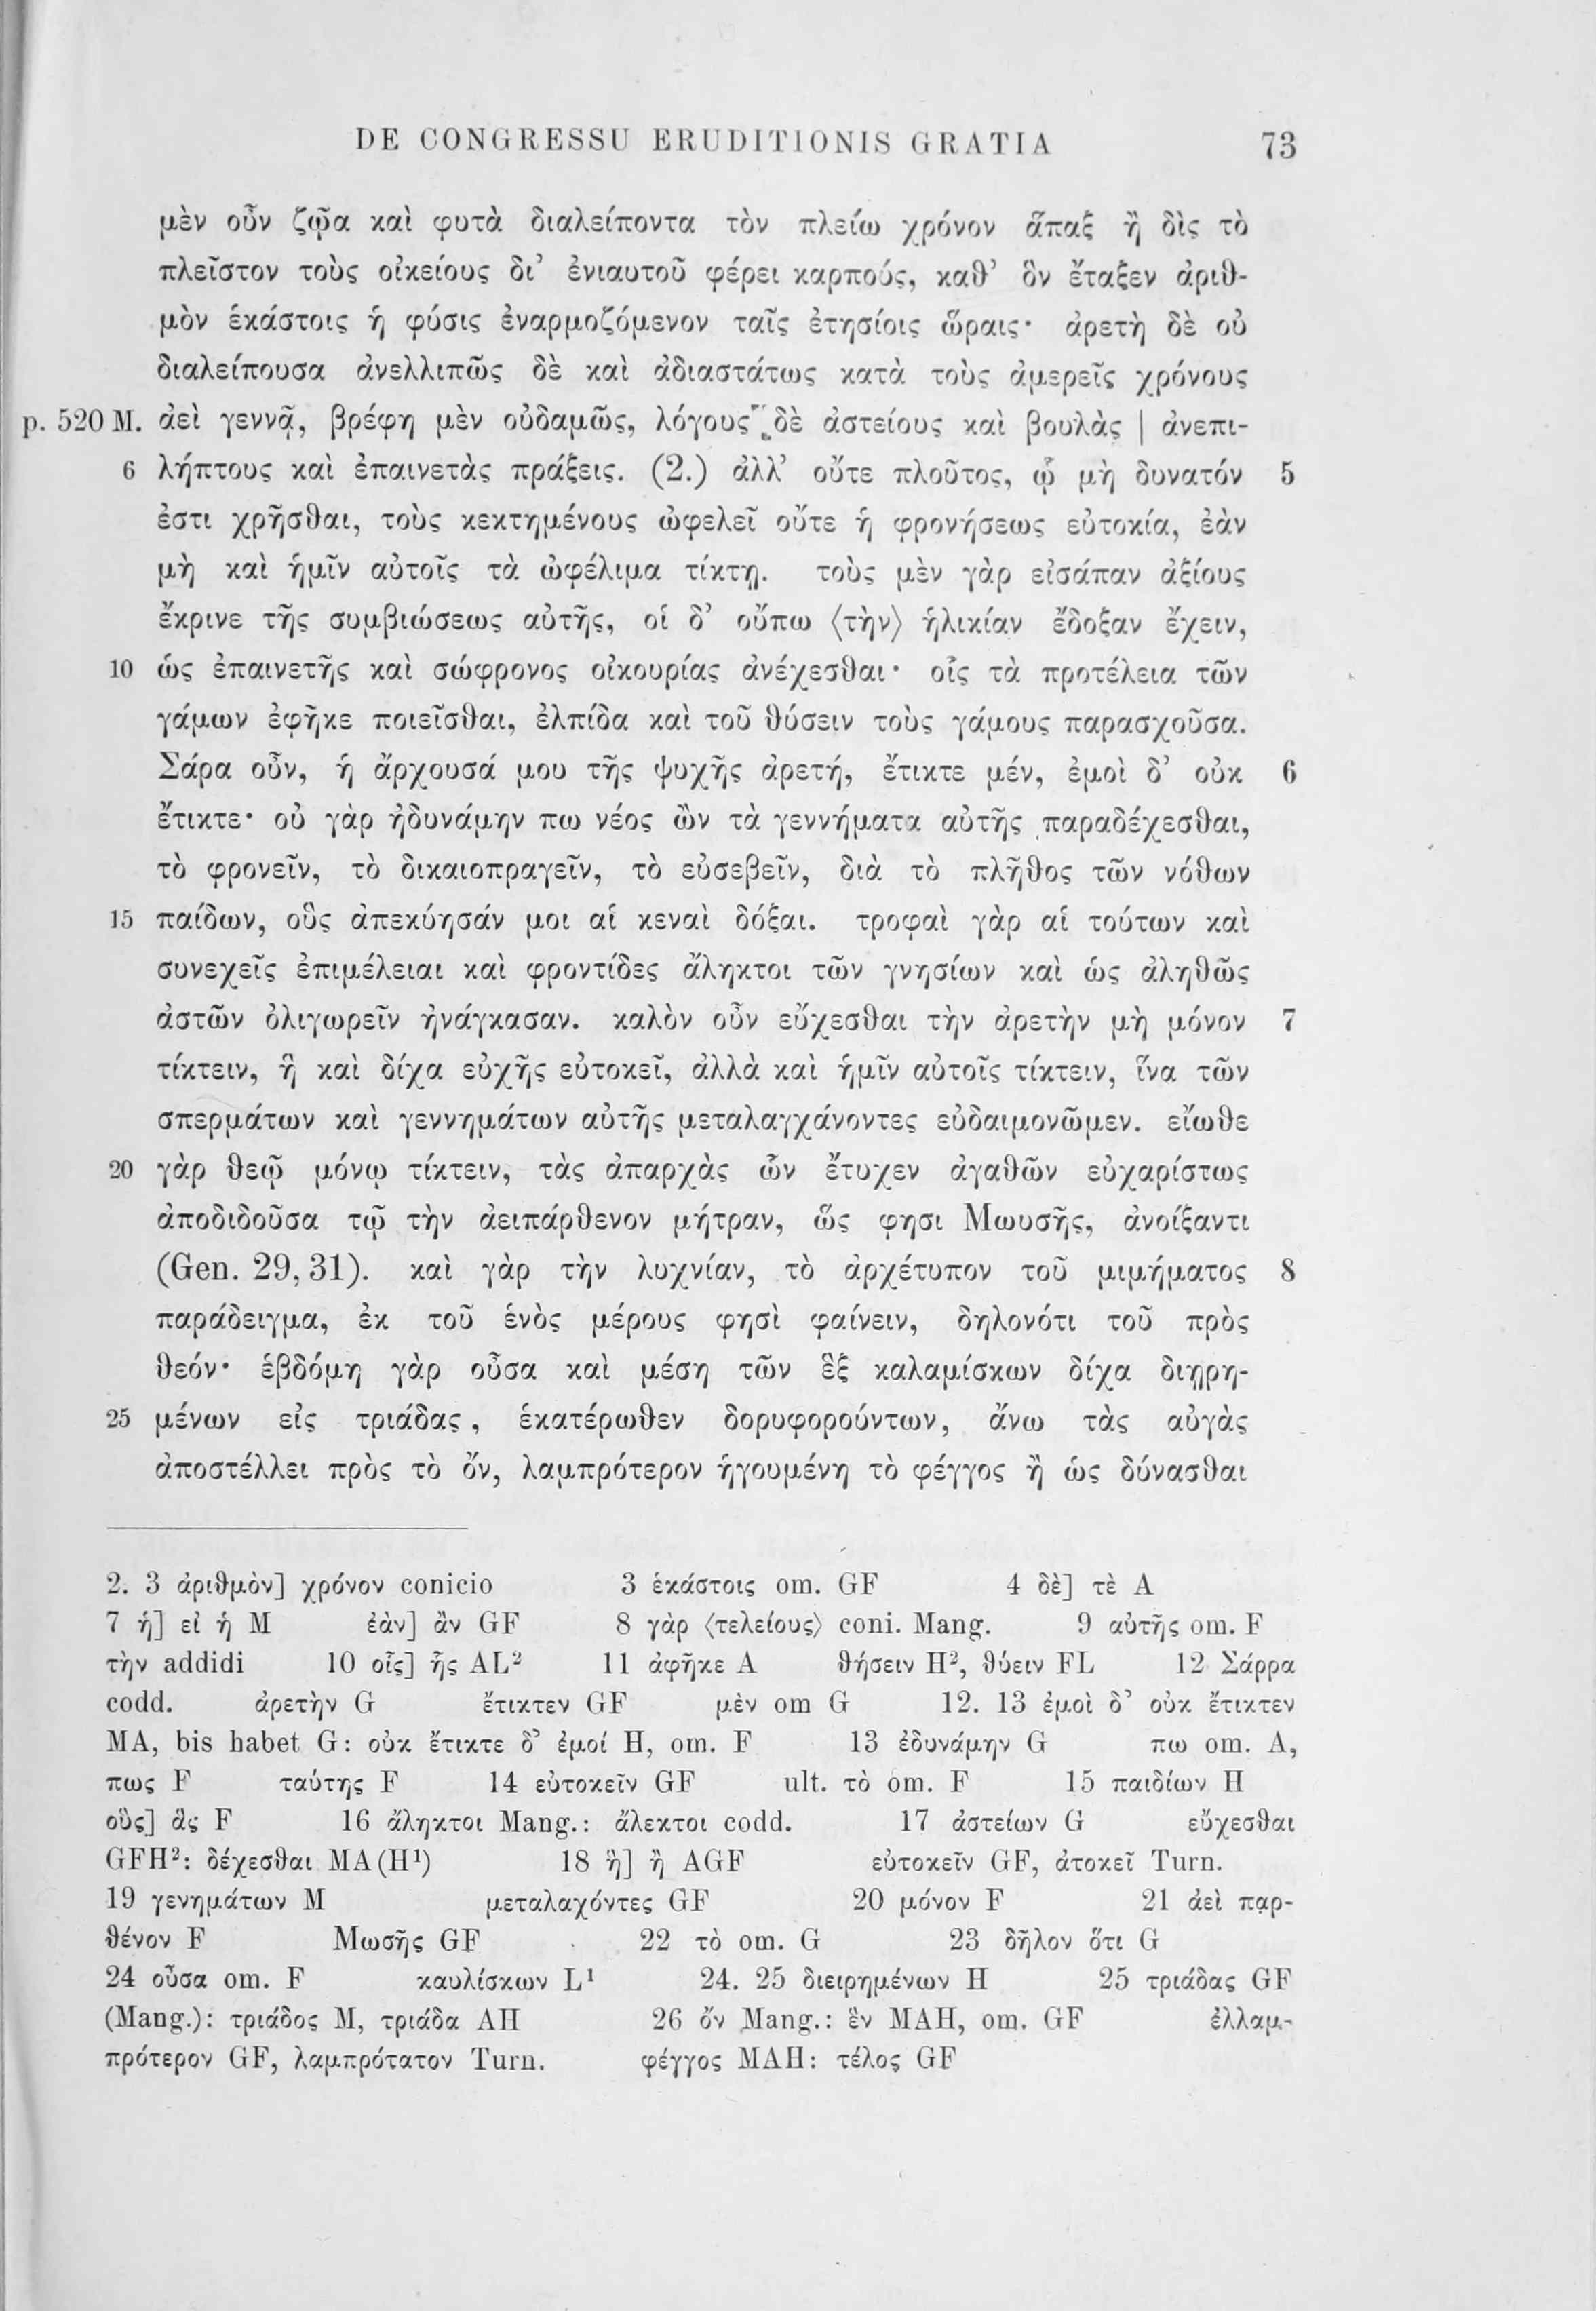 DE CONGRESSU ERUDITIONIS GRATIA 73
μὲν οὖν ζῷα καὶ φυτὰ διαλείποντα τὸν πλείω χρόνον ἅπαξ ἢ δὶς τὸ
πλεῖστον τοὺς οἰκείους δι’ ἐνιαυτοῦ φέρει καρπούς, καθ’ ὃν ἔταξεν ἀριθ-
μὸν ἑκάστοις ἡ φύσις ἐναρμοζόμενον ταῖς ἐτησίοις ὥραις· ἀρετὴ δὲ οὐ
διαλείπουσα ἀνελλιπῶς δὲ καὶ ἀδιαστάτως κατὰ τοὺς ἀμερεῖς χρόνους
p. 520 M. ἀεὶ γεννᾷ, βρέφη μὲν οὐδαμῶς, λόγους δὲ ἀστείους καὶ βουλὰς | ἀνεπι-
6 λήπτους καὶ ἐπαινετὰς πράξεις. (2.) ἀλλ’ οὔτε πλοῦτος, ᾧ μὴ δυνατόν 5
ἐστι χρῆσθαι, τοὺς κεκτημένους ὠφελεῖ οὔτε ἡ φρονήσεως εὐτοκία, ἐὰν
μὴ καὶ ἡμῖν αὐτοῖς τὰ ὠφέλιμα τίκτῃ. τοὺς μὲν γὰρ εἰσάπαν ἀξίους
ἔκρινε τῆς συμβιώσεως αὐτῆς, οἱ δ’ οὔπω ⟨τὴν⟩ ἡλικίαν ἔδοξαν ἔχειν,
10 ὡς ἐπαινετῆς καὶ σώφρονος οἰκουρίας ἀνέχεσθαι· οἷς τὰ προτέλεια τῶν
γάμων ἐφῆκε ποιεῖσθαι, ἐλπίδα καὶ τοῦ θύσειν τοὺς γάμους παρασχοῦσα.
Σάρα οὖν, ἡ ἄρχουσά μου τῆς ψυχῆς ἀρετή, ἔτικτε μέν, ἐμοὶ δ’ οὐκ 6
ἔτικτε· οὐ γὰρ ἠδυνάμην πω νέος ὢν τὰ γεννήματα αὐτῆς παραδέχεσθαι,
τὸ φρονεῖν, τὸ δικαιοπραγεῖν, τὸ εὐσεβεῖν, διὰ τὸ πλῆθος τῶν νόθων
15 παίδων, οὓς ἀπεκύησάν μοι αἱ κεναὶ δόξαι. τροφαὶ γὰρ αἱ τούτων καὶ
συνεχεῖς ἐπιμέλειαι καὶ φροντίδες ἄληκτοι τῶν γνησίων καὶ ὡς ἀληθῶς
ἀστῶν ὀλιγωρεῖν ἠνάγκασαν. καλὸν οὖν εὔχεσθαι τὴν ἀρετὴν μὴ μόνον 7
τίκτειν, ἣ καὶ δίχα εὐχῆς εὐτοκεῖ, ἀλλὰ καὶ ἡμῖν αὐτοῖς τίκτειν, ἵνα τῶν
σπερμάτων καὶ γεννημάτων αὐτῆς μεταλαγχάνοντες εὐδαιμονῶμεν. εἴωθε
20 γὰρ θεῷ μόνῳ τίκτειν, τὰς ἀπαρχὰς ὧν ἔτυχεν ἀγαθῶν εὐχαρίστως
ἀποδιδοῦσα τῷ τὴν ἀειπάρθενον μήτραν, ὥς φησι Μωυσῆς, ἀνοίξαντι
(Gen. 29, 31). καὶ γὰρ τὴν λυχνίαν, τὸ ἀρχέτυπον τοῦ μιμήματος 8
παράδειγμα, ἐκ τοῦ ἑνὸς μέρους φησὶ φαίνειν, δηλονότι τοῦ πρὸς
θεόν· ἑβδόμη γὰρ οὖσα καὶ μέση τῶν ἓξ καλαμίσκων δίχα διῃρη-
25 μένων εἰς τριάδας, ἑκατέρωθεν δορυφορούντων, ἄνω τὰς αὐγὰς
ἀποστέλλει πρὸς τὸ ὄν, λαμπρότερον ἡγουμένη τὸ φέγγος ἢ ὡς δύνασθαι
2. 3 ἀριθμὸν] χρόνον conicio 3 ἑκάστοις om. GF 4 δὲ] τὲ A
7 ἡ] εἰ ἡ M ἐὰν] ἂν GF 8 γὰρ ⟨τελείους⟩ coni. Mang. 9 αὐτῆς om. F
τὴν addidi 10 οἷς] ἧς AL² 11 ἀφῆκε A θήσειν H², θύειν FL 12 Σάρρα
codd. ἀρετὴν G ἔτικτεν GF μὲν om G 12. 13 ἐμοὶ δ’ οὐκ ἔτικτεν
MA, bis habet G: οὐκ ἔτικτε δ’ ἐμοί H, om. F 13 ἐδυνάμην G πω om. A,
πως F ταύτης F 14 εὐτοκεῖν GF ult. τὸ om. F 15 παιδίων H
οὓς] ἃς F 16 ἄληκτοι Mang.: ἄλεκτοι codd. 17 ἀστείων G εὔχεσθαι
GFH²: δέχεσθαι MA(H¹) 18 ἣ] ἢ AGF εὐτοκεῖν GF, ἀτοκεῖ Turn.
19 γενημάτων M μεταλαχόντες GF 20 μόνον F 21 ἀεὶ παρ-
θένον F Μωσῆς GF 22 τὸ om. G 23 δῆλον ὅτι G
24 οὖσα om. F καυλίσκων L¹ 24. 25 διειρημένων H 25 τριάδας GF
(Mang.): τριάδος M, τριάδα AH 26 ὄν Mang.: ἓν MAH, om. GF ἐλλαμ-
πρότερον GF, λαμπρότατον Turn. φέγγος MAH: τέλος GF